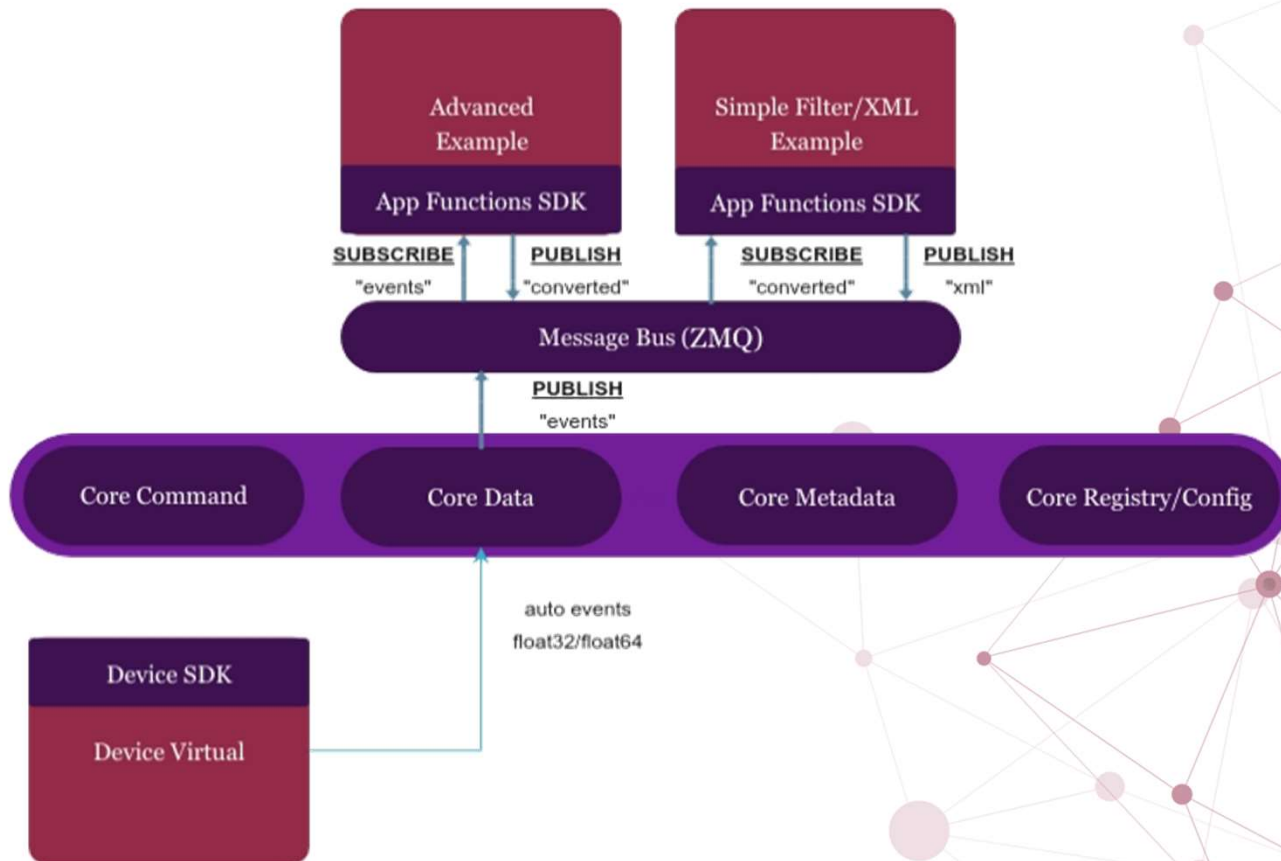 Advanced
Example
App Functions SDK
Simple Filter/XML
Example
App Functions SDK
SUBSCRIBE
"events"
PUBLISH
"converted"
SUBSCRIBE
"converted"
PUBLISH
"xml"
Message Bus (ZMQ)
PUBLISH
"events"
Core Command
Core Data
Core Metadata
Core Registry/Config
auto events
float32/float64
Device SDK
Device Virtual